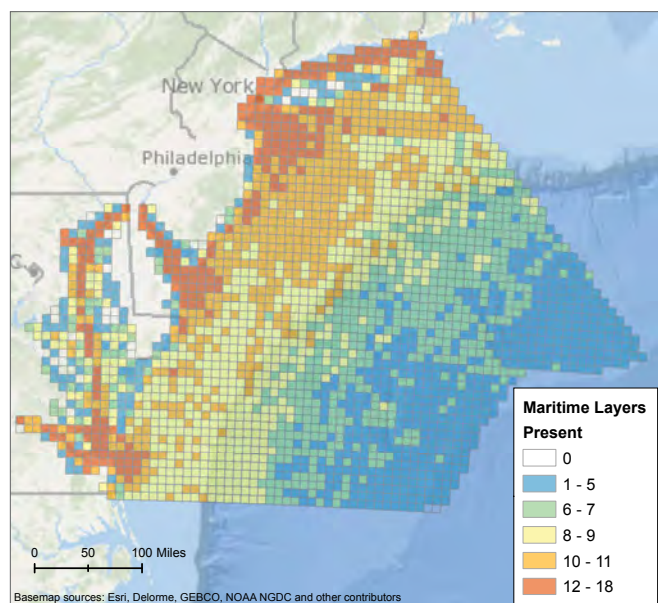 New York
Philadelphia
Maritime Layers
Present
0
1 - 5
6 - 7
8 - 9
10 - 11
12 - 18
0 50 100 Miles
Basemap sources: Esri, Delorme, GEBCO, NOAA NGDC and other contributors